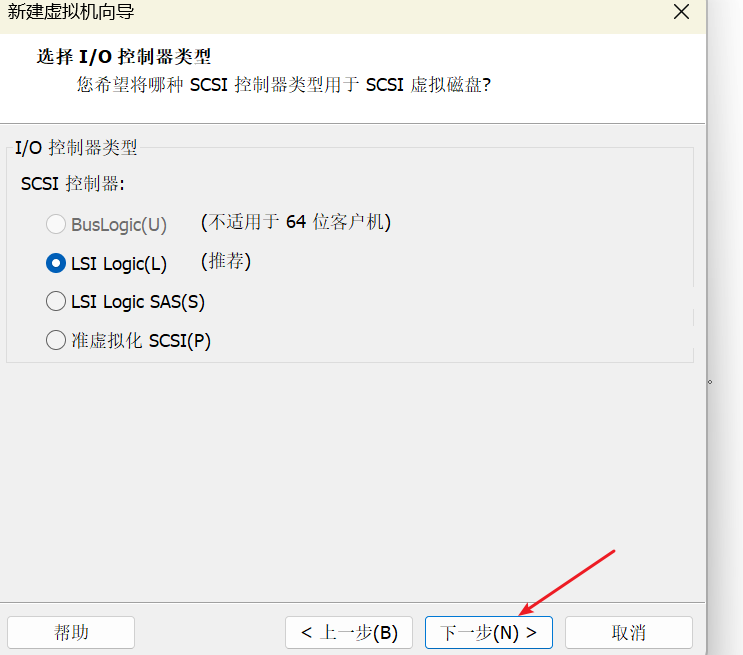 新建虚拟机向导
选择 I/O 控制器类型
您希望将哪种 SCSI 控制器类型用于 SCSI 虚拟磁盘?
I/O 控制器类型
SCSI 控制器:
BusLogic(U) (不适用于 64 位客户机)
LSI Logic(L) (推荐)
LSI Logic SAS(S)
准虚拟化 SCSI(P)
。
帮助 < 上一步(B) 下一步(N) > 取消